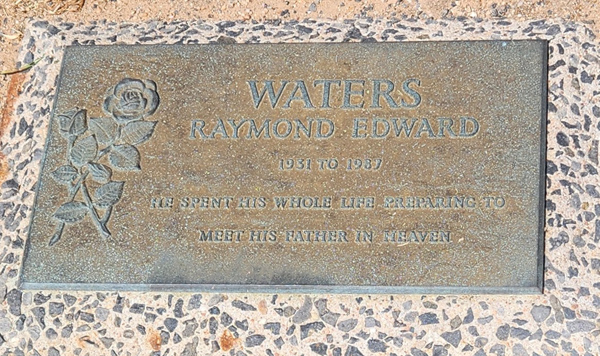 WATERS
RAYMOND EDWARD
1931 TO 1987
HE SPENT HIS WHOLE LIFE PREPARING TO
MEET HIS FATHER IN HEAVEN